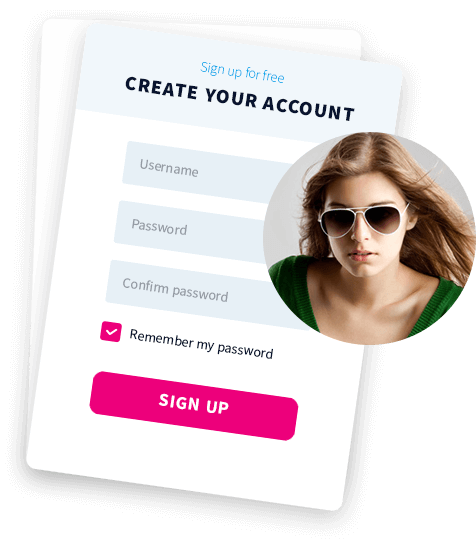 Sign up for free
CREATE YOUR ACCOUNT
Username
Password
Confirm password
Remember my password
SIGN UP